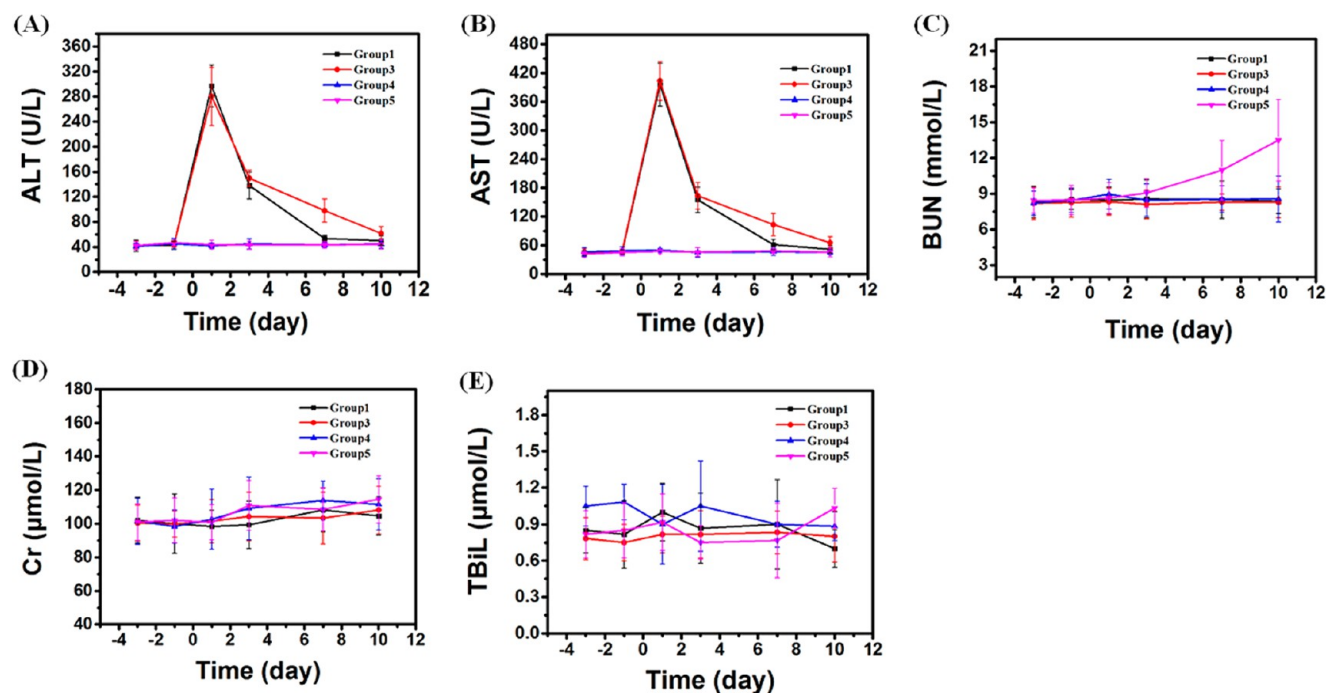 (A)
ALT (U/L)
360
320
280
240
200
160
120
80
40
0
-4 -2 0 2 4 6 8 10 12
Time (day)
Group1
Group3
Group4
Group5
(B)
AST (U/L)
480
420
360
300
240
180
120
60
0
-4 -2 0 2 4 6 8 10 12
Time (day)
Group1
Group3
Group4
Group5
(C)
BUN (mmol/L)
21
18
15
12
9
6
3
-4 -2 0 2 4 6 8 10 12
Time (day)
Group1
Group3
Group4
Group5
(D)
Cr (μmol/L)
180
160
140
120
100
80
60
40
-4 -2 0 2 4 6 8 10 12
Time (day)
Group1
Group3
Group4
Group5
(E)
TBiL (μmol/L)
1.8
1.5
1.2
0.9
0.6
0.3
0.0
-4 -2 0 2 4 6 8 10 12
Time (day)
Group1
Group3
Group4
Group5